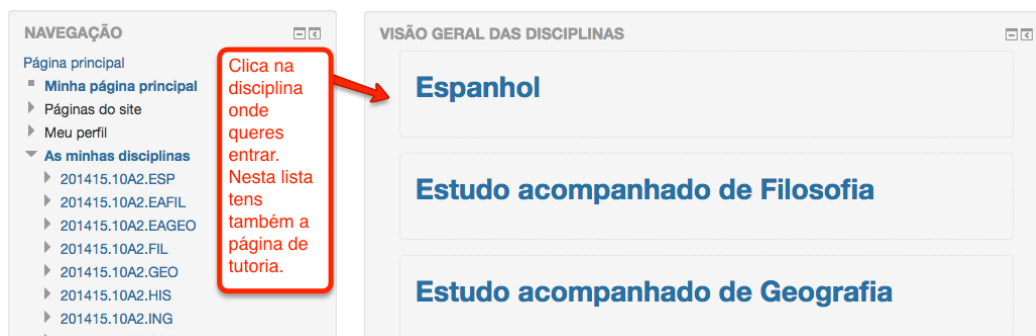 NAVEGAÇÃO
Página principal
Minha página principal
Páginas do site
Meu perfil
As minhas disciplinas
201415.10A2.ESP
201415.10A2.EAFIL
201415.10A2.EAGEO
201415.10A2.FIL
201415.10A2.GEO
201415.10A2.HIS
201415.10A2.ING
Clica na
disciplina
onde
queres
entrar.
Nesta lista
tens
também a
página de
tutoria.
VISÃO GERAL DAS DISCIPLINAS
Espanhol
Estudo acompanhado de Filosofia
Estudo acompanhado de Geografia